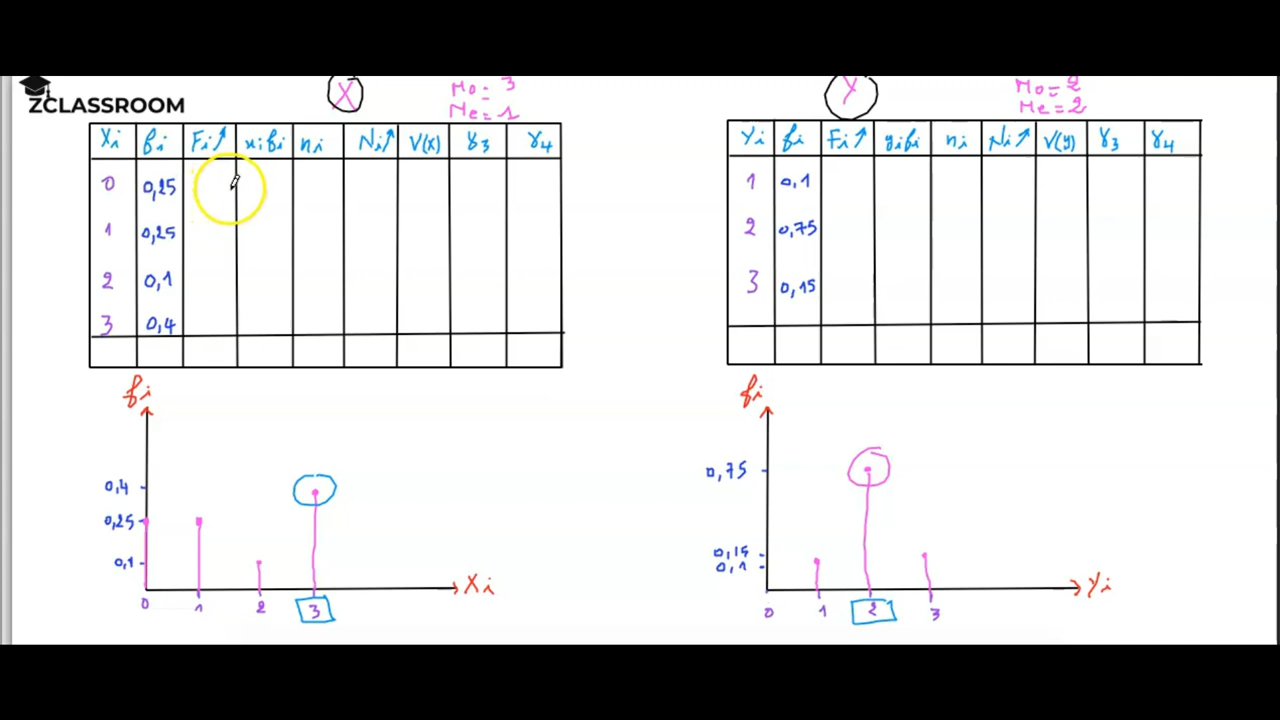 ZCLASSROOM
X
Mo = 3
Me = 1
Xi fi Fi↗ xifi ni Ni↗ V(X) γ3 γ4
0 0,25
1 0,25
2 0,1
3 0,4
fi
0,4
0,25
0,1
0 1 2 3
Xi
Y
Mo = 2
Me = 2
Yi fi Fi↗ yifi ni Ni↗ V(y) γ3 γ4
1 0,1
2 0,75
3 0,15
fi
0,75
0,15
0,1
0 1 2 3
Yi